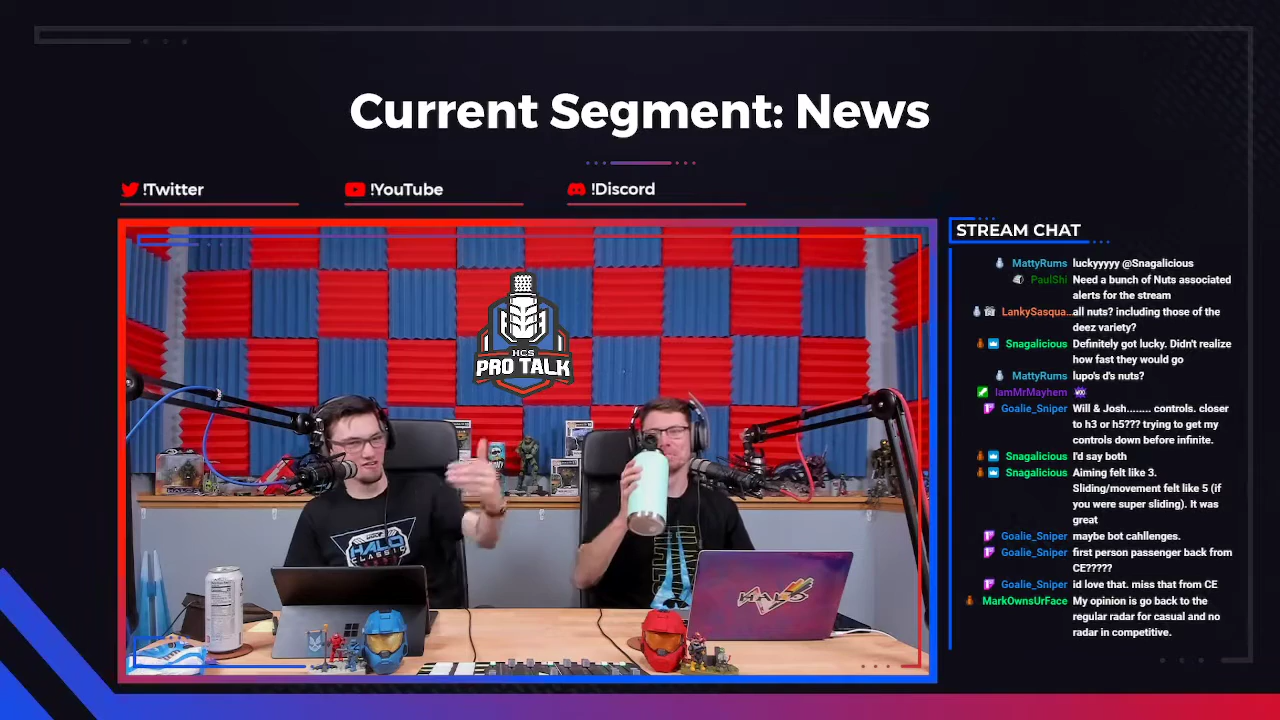 Current Segment: News
!Twitter
!YouTube
!Discord
STREAM CHAT
MattyRums luckyyyyy @Snagalicious
PaulShi Need a bunch of Nuts associated
alerts for the stream
LankySasqua... all nuts? including those of the
deez variety?
Snagalicious Definitely got lucky. Didn't realize
how fast they would go
MattyRums lupo's d's nuts?
IamMrMayhem
Goalie_Sniper Will & Josh........ controls. closer
to h3 or h5??? trying to get my
controls down before infinite.
Snagalicious I'd say both
Snagalicious Aiming felt like 3.
Sliding/movement felt like 5 (if
you were super sliding). It was
great
Goalie_Sniper maybe bot cahllenges.
Goalie_Sniper first person passenger back from
CE?????
Goalie_Sniper id love that. miss that from CE
MarkOwnsUrFace My opinion is go back to the
regular radar for casual and no
radar in competitive.
HCS
PRO TALK
HALO
CLASSIC
HALO